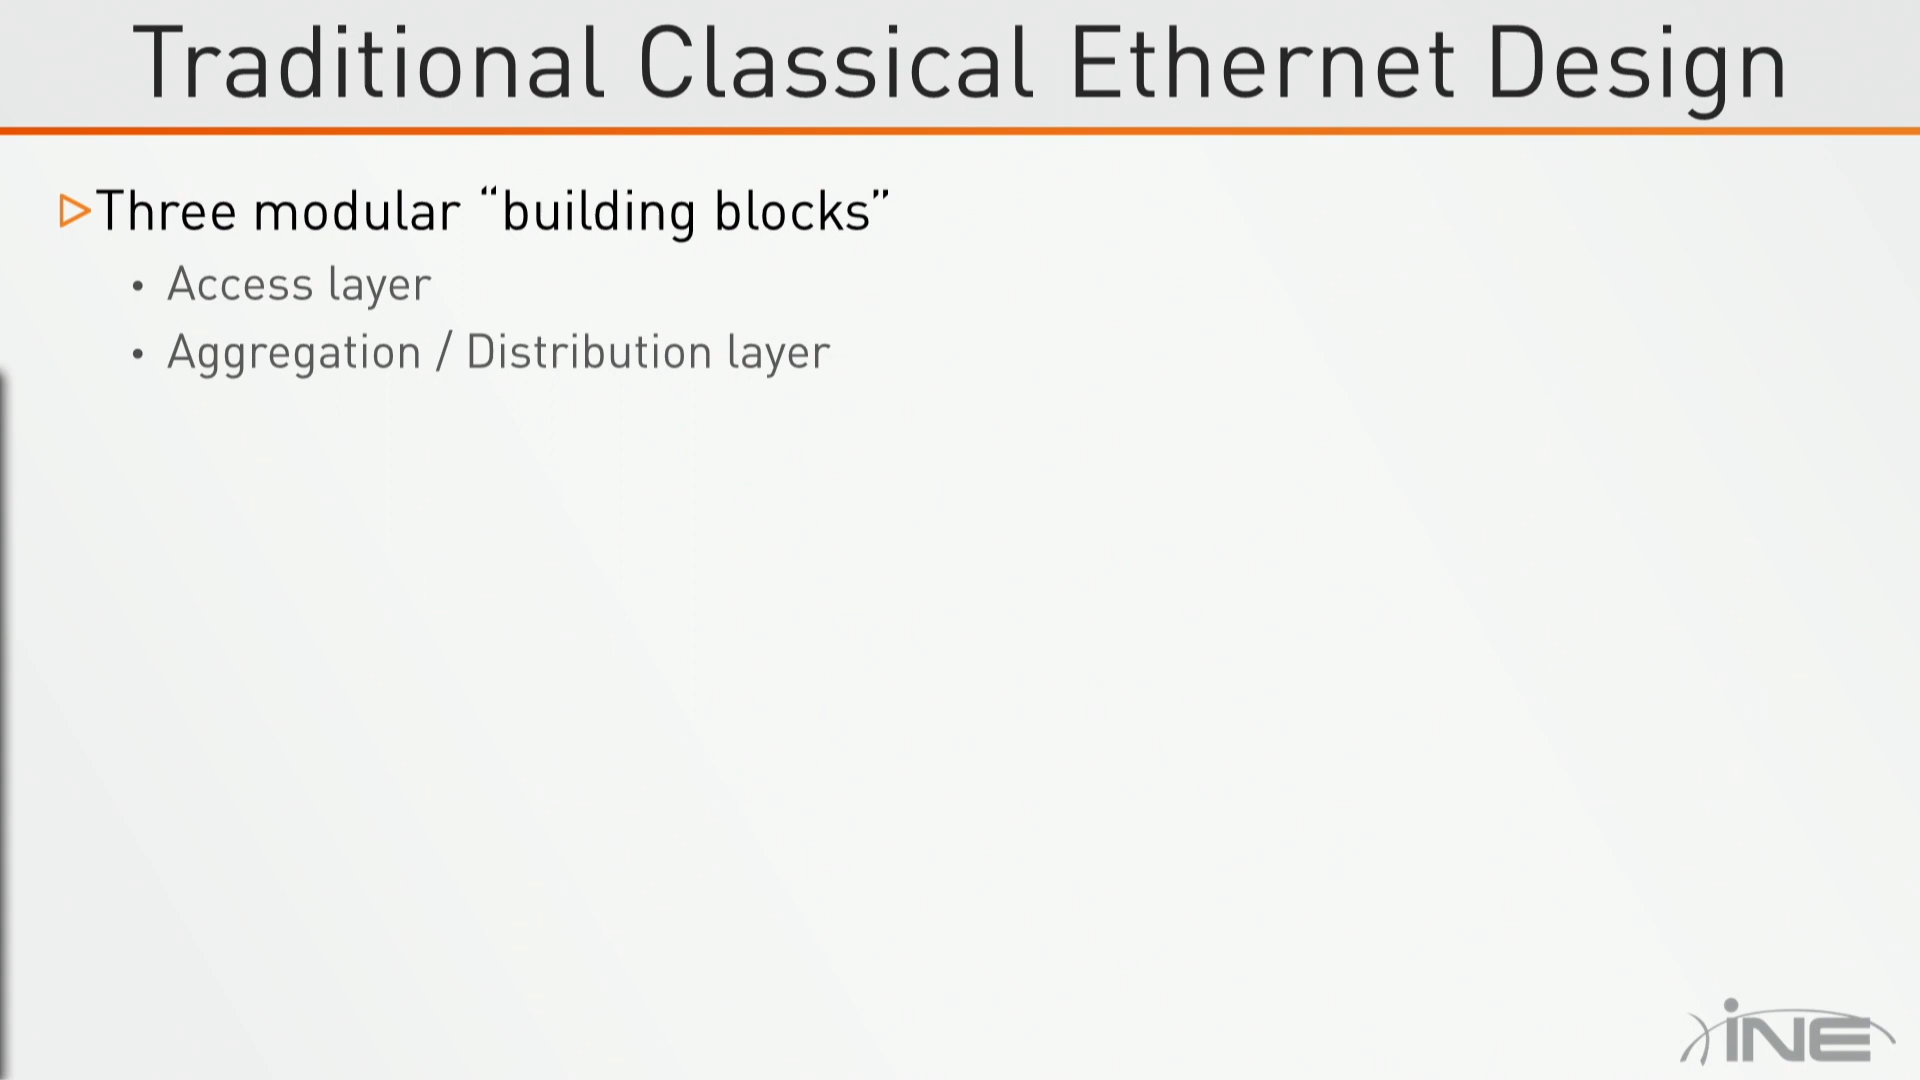 Traditional Classical Ethernet Design
Three modular “building blocks”
• Access layer
• Aggregation / Distribution layer
iNE